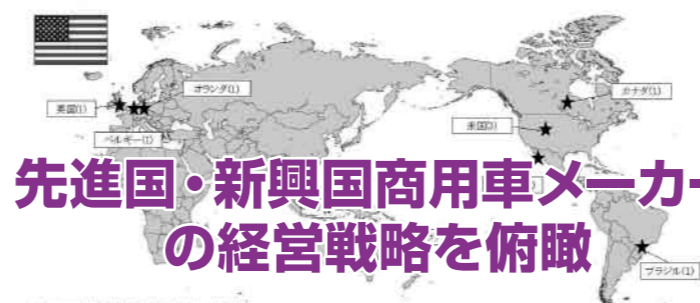 オランダ(1)
英国(1)
カナダ(1)
米国(3)
ベルギー(1)
先進国・新興国商用車メーカー
の経営戦略を俯瞰
ブラジル(1)